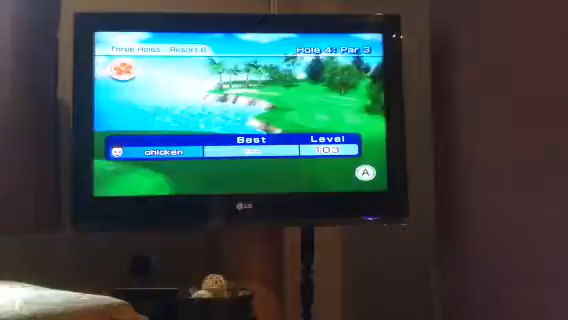 Three Holes - Resort B
Hole 4: Par 3
Best
Level
chicken
103
A
LG